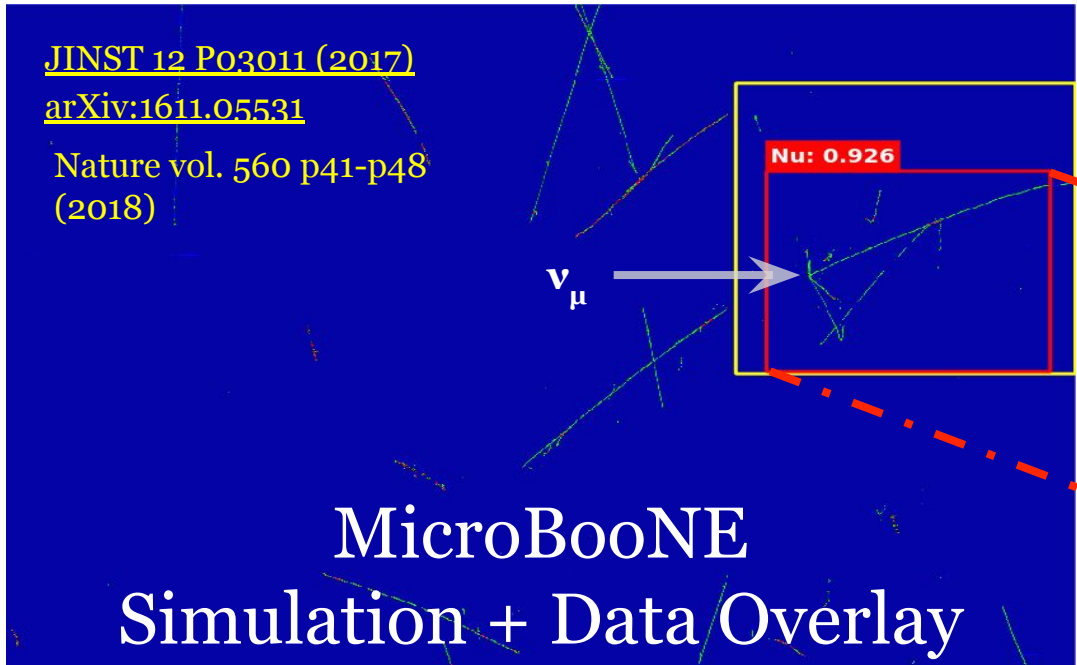 JINST 12 P03011 (2017)
arXiv:1611.05531
Nature vol. 560 p41-p48
(2018)
Nu: 0.926
νμ
MicroBooNE
Simulation + Data Overlay